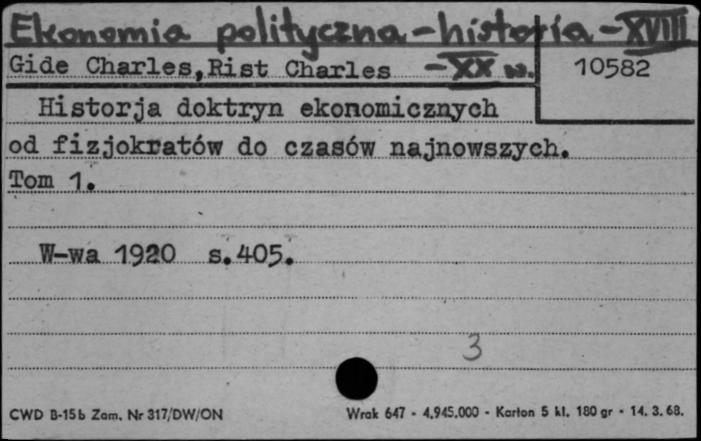 Ekonomia polityczna-historia-XVIII
Gide Charles,Rist Charles -XX w. 10582
Historja doktryn ekonomicznych
od fizjokratów do czasów najnowszych.
Tom 1.
W-wa 1920 s.405.
3
CWD B-15b Zam. Nr 317/DW/ON Wrak 647 - 4.945.000 - Karton 5 kl. 180 gr - 14. 3. 68.